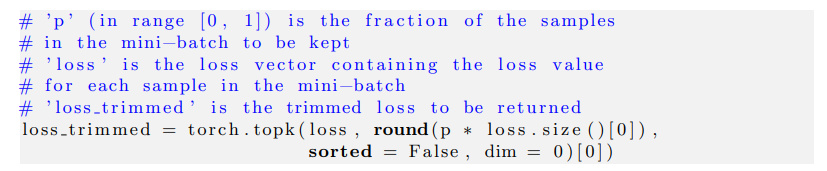 # 'p' (in range [0, 1]) is the fraction of the samples
# in the mini-batch to be kept
# 'loss' is the loss vector containing the loss value
# for each sample in the mini-batch
# 'loss_trimmed' is the trimmed loss to be returned
loss_trimmed = torch.topk(loss, round(p * loss.size()[0]),
sorted = False, dim = 0)[0])